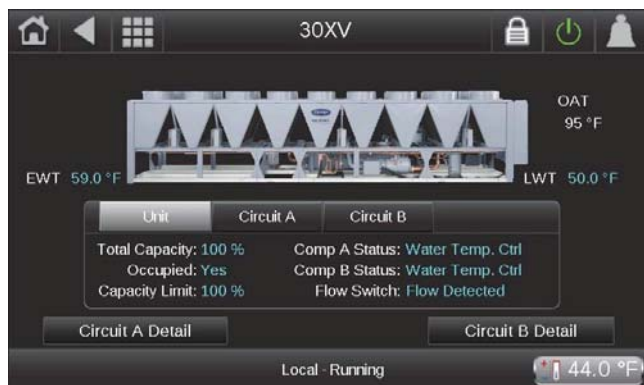 30XV
OAT
95 °F
EWT 59.0 °F
LWT 50.0 °F
Unit Circuit A Circuit B
Total Capacity: 100 % Comp A Status: Water Temp. Ctrl
Occupied: Yes Comp B Status: Water Temp. Ctrl
Capacity Limit: 100 % Flow Switch: Flow Detected
Circuit A Detail Circuit B Detail
Local - Running 44.0 °F